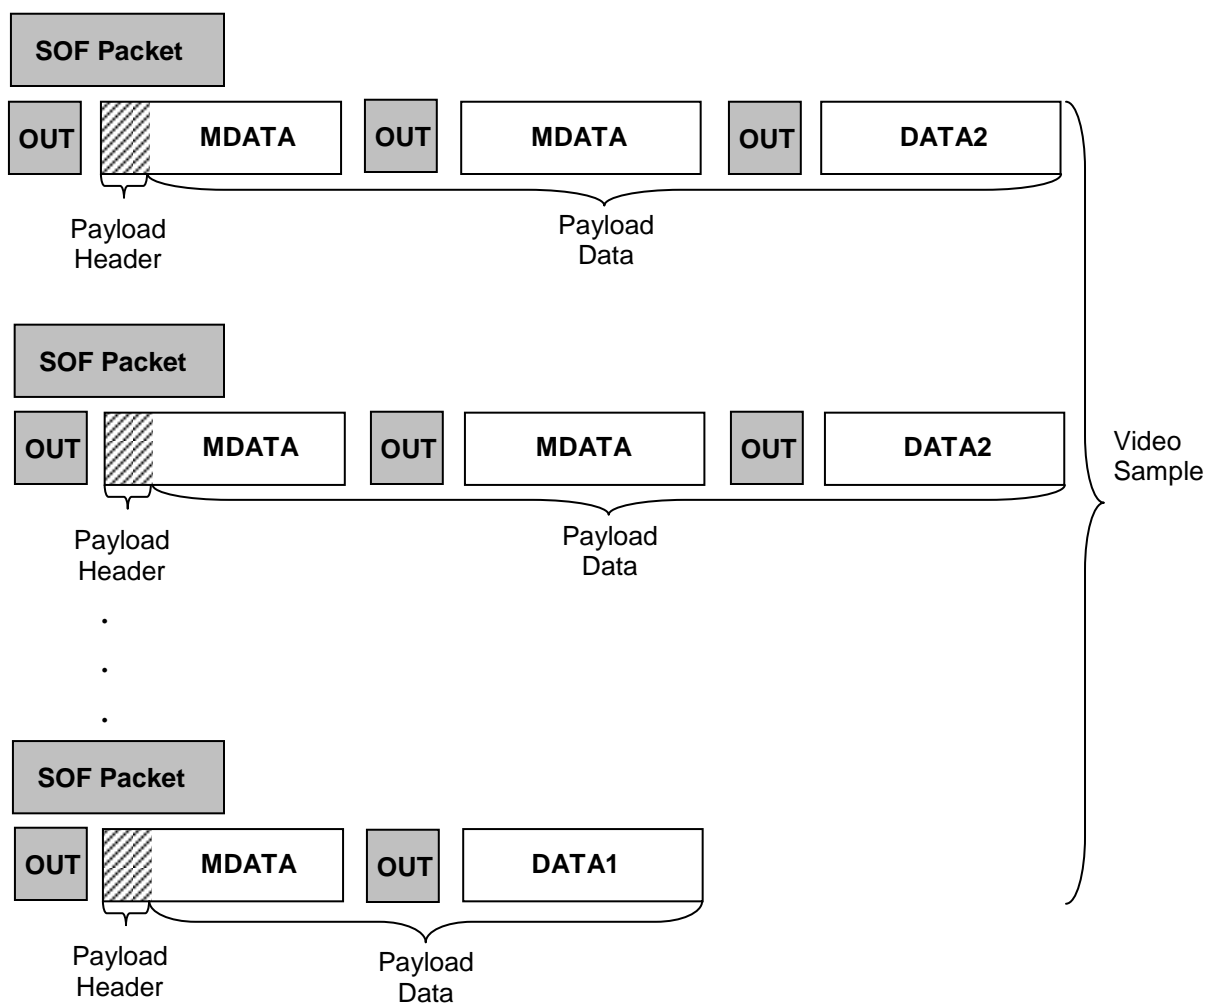 SOF Packet
OUT MDATA OUT MDATA OUT DATA2
Payload
Header
Payload
Data
SOF Packet
OUT MDATA OUT MDATA OUT DATA2
Payload
Header
Payload
Data
Video
Sample
.
.
.
SOF Packet
OUT MDATA OUT DATA1
Payload
Header
Payload
Data